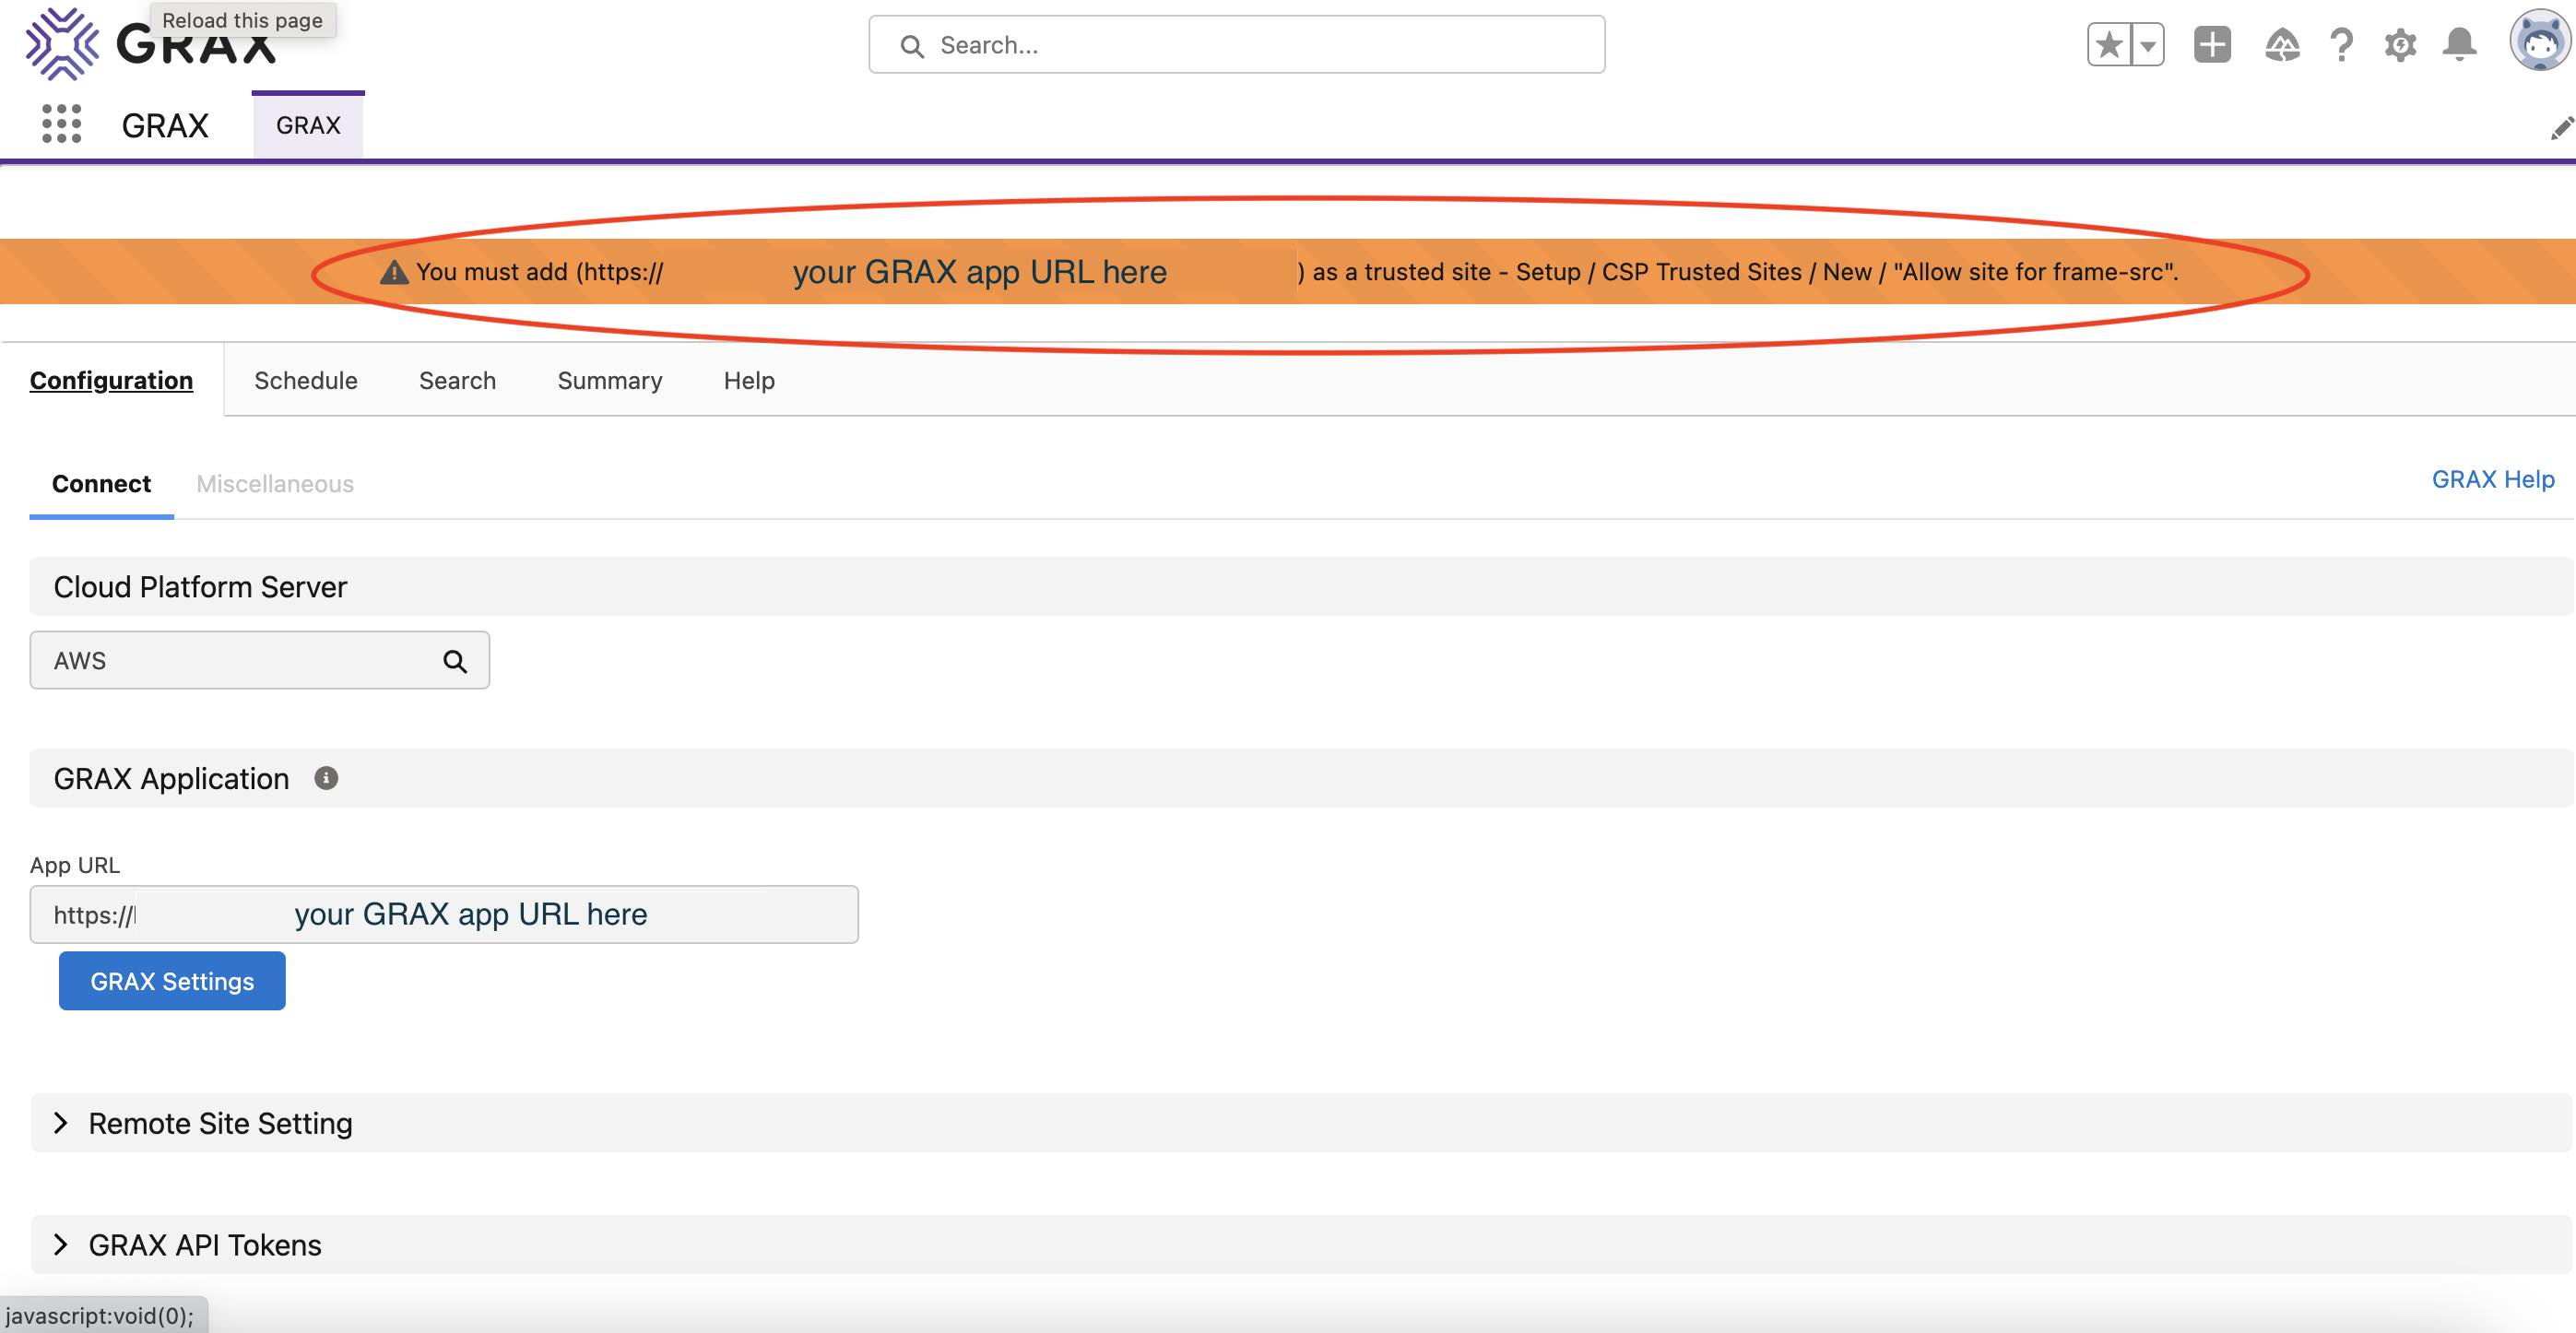 Reload this page
GRAX
Search...
GRAX
GRAX
You must add (https:// your GRAX app URL here ) as a trusted site - Setup / CSP Trusted Sites / New / "Allow site for frame-src".
Configuration
Schedule
Search
Summary
Help
Connect
Miscellaneous
GRAX Help
Cloud Platform Server
AWS
GRAX Application
App URL
https:// your GRAX app URL here
GRAX Settings
Remote Site Setting
GRAX API Tokens
javascript:void(0);